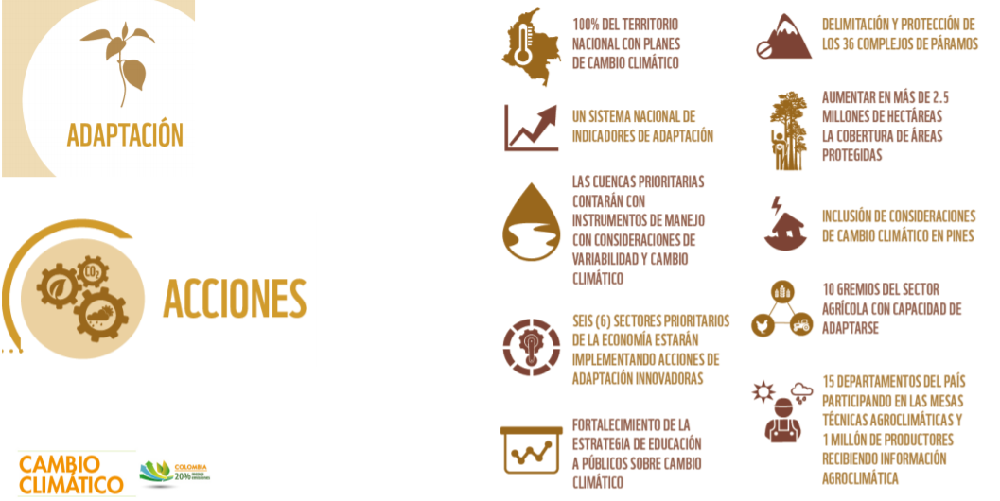 ADAPTACIÓN
CO2
ACCIONES
CAMBIO
CLIMÁTICO
COLOMBIA
20%
100% DEL TERRITORIO
NACIONAL CON PLANES
DE CAMBIO CLIMÁTICO
UN SISTEMA NACIONAL DE
INDICADORES DE ADAPTACIÓN
LAS CUENCAS PRIORITARIAS
CONTARÁN CON
INSTRUMENTOS DE MANEJO
CON CONSIDERACIONES DE
VARIABILIDAD Y CAMBIO
CLIMÁTICO
SEIS (6) SECTORES PRIORITARIOS
DE LA ECONOMÍA ESTARÁN
IMPLEMENTANDO ACCIONES DE
ADAPTACIÓN INNOVADORAS
FORTALECIMIENTO DE LA
ESTRATEGIA DE EDUCACIÓN
A PÚBLICOS SOBRE CAMBIO
CLIMÁTICO
DELIMITACIÓN Y PROTECCIÓN DE
LOS 36 COMPLEJOS DE PÁRAMOS
AUMENTAR EN MÁS DE 2.5
MILLONES DE HECTÁREAS
LA COBERTURA DE ÁREAS
PROTEGIDAS
INCLUSIÓN DE CONSIDERACIONES
DE CAMBIO CLIMÁTICO EN PINES
10 GREMIOS DEL SECTOR
AGRÍCOLA CON CAPACIDAD DE
ADAPTARSE
15 DEPARTAMENTOS DEL PAÍS
PARTICIPANDO EN LAS MESAS
TÉCNICAS AGROCLIMÁTICAS Y
1 MILLÓN DE PRODUCTORES
RECIBIENDO INFORMACIÓN
AGROCLIMÁTICA